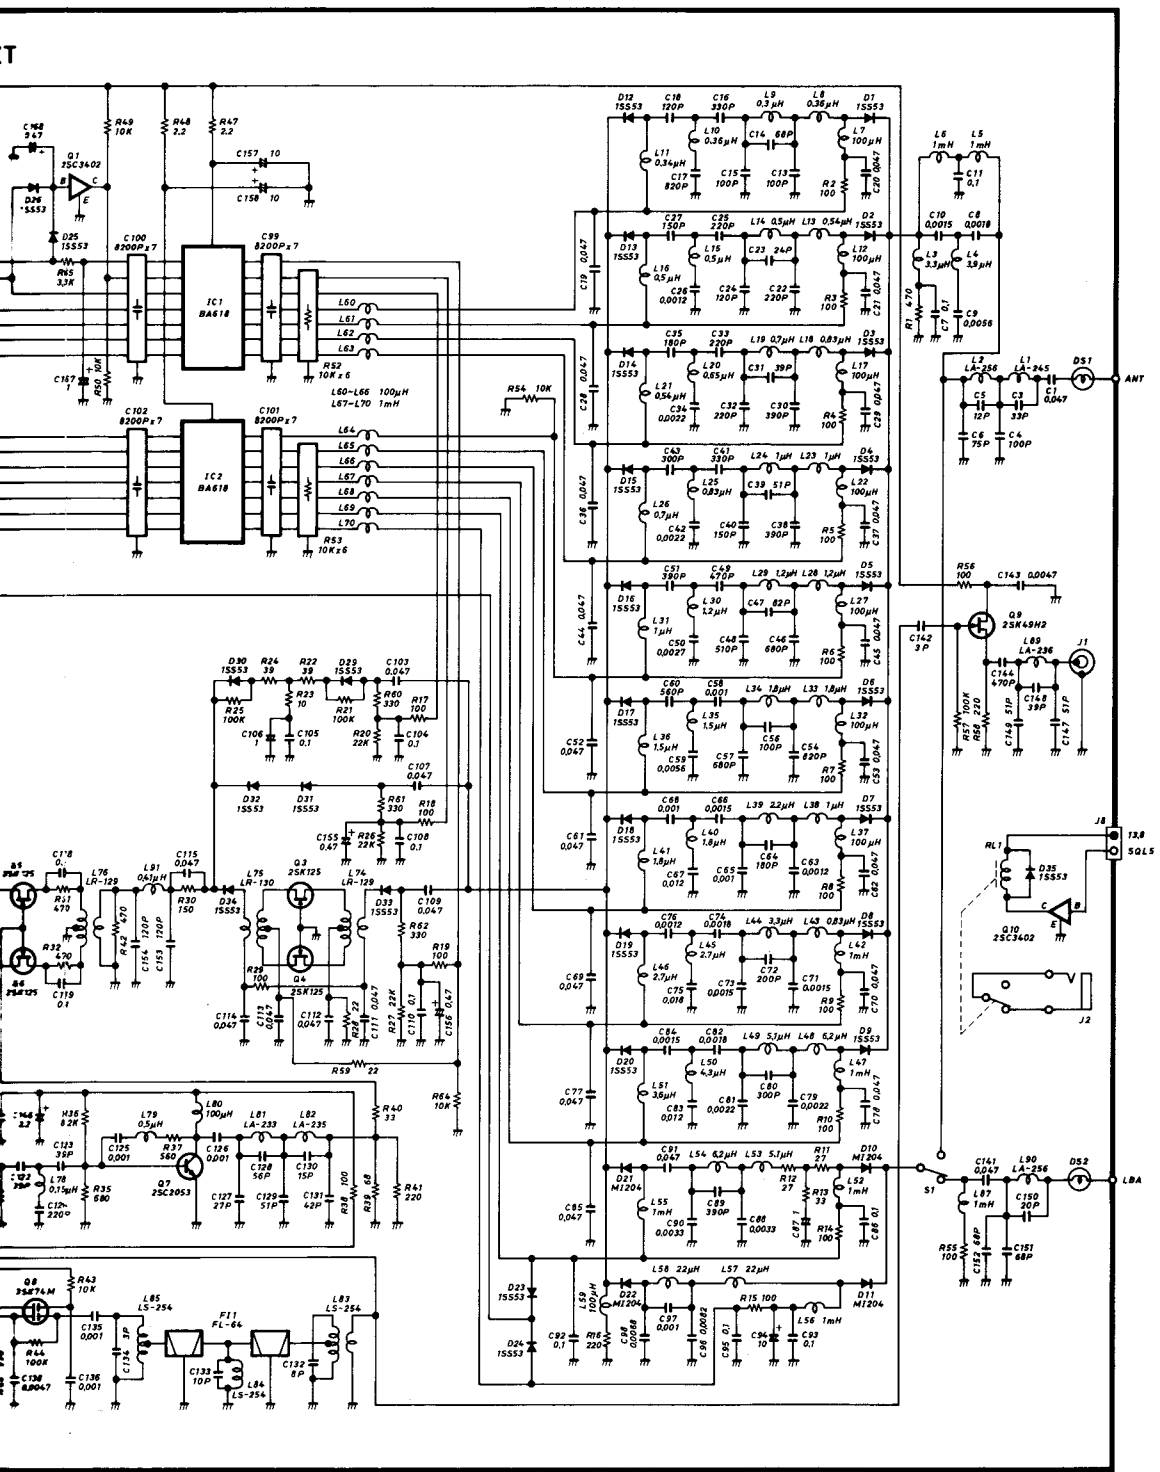 D12
1SS53
C18
120P
C16
330P
L9
0.3μH
L8
0.36μH
D1
1SS53
R49
10K
R48
2.2
R47
2.2
Q1
2SC3402
B
C
E
C157
10
C158
10
D25
1SS53
L11
0.34μH
L10
0.36μH
C14
68P
L7
100μH
C17
820P
C15
100P
C13
100P
R2
100
C20 0.047
L6
1mH
L5
1mH
C11
0.1
C10
0.0015
C8
0.0018
L3
3.3μH
L4
3.9μH
R1 470
C7 0.1
C9
0.0056
C100
8200P x 7
C99
8200P x 7
IC1
BA618
L60
L61
L62
L63
R52
10K x 6
L60~L66 100μH
L67~L70 1mH
R50 10K
C102
8200P x 7
C101
8200P x 7
IC2
BA618
L64
L65
L66
L67
L68
L69
L70
R53
10K x 6
R54 10K
C19 0.047
D13
1SS53
C27
150P
C25
220P
L14 0.5μH
L13 0.54μH
D2
1SS53
L16
0.5μH
L15
0.5μH
C23 24P
L12
100μH
C26
0.0012
C24
120P
C22
220P
R3
100
C21 0.047
C28 0.047
D14
1SS53
C35
180P
C33
220P
L19 0.7μH
L18 0.83μH
D3
1SS53
L21
0.54μH
L20
0.65μH
C31 39P
L17
100μH
C34
0.0022
C32
220P
C30
390P
R4
100
C29 0.047
L2
LA-256
L1
LA-245
C1
0.047
DS1
ANT
C5
12P
C3
33P
C6
75P
C4
100P
C36 0.047
D15
1SS53
C43
300P
C41
330P
L24 1μH
L23 1μH
D4
1SS53
L26
0.7μH
L25
0.83μH
C39 51P
L22
100μH
C42
0.0022
C40
150P
C38
390P
R5
100
C37 0.047
C44 0.047
D16
1SS53
C51
390P
C49
470P
L29 1.2μH
L28 1.2μH
D5
1SS53
L31
1μH
L30
1.2μH
C47 82P
L27
100μH
C50
0.0027
C48
510P
C46
680P
R6
100
C45 0.047
R56
100
C143 0.0047
Q9
2SK49H2
C142
3P
L89
LA-236
J1
C144
470P
C148
39P
R57 100K
R58 220
C149 51P
C147 51P
C52
0.047
D17
1SS53
C60
560P
C58
0.001
L34 1.8μH
L33 1.8μH
D6
1SS53
L36
1.5μH
L35
1.5μH
C56
100P
L32
100μH
C59
0.0056
C57
680P
C54
820P
R7
100
C53 0.047
D30
1SS53
R24
39
R22
39
D29
1SS53
C103
0.047
R25
100K
R23
10
R21
100K
R60
330
R17
100
C106
1
C105
0.1
R20
22K
C104
0.1
C107
0.047
D32
1SS53
D31
1SS53
R61
330
R18
100
C155
0.47
R26
22K
C108
0.1
C61
0.047
D18
1SS53
C68
0.001
C66
0.0015
L39 2.2μH
L38 1μH
D7
1SS53
L41
1.8μH
L40
1.8μH
C64
180P
L37
100μH
C67
0.012
C65
0.001
C63
0.0012
R8
100
C62 0.047
J8
13.8
SQLS
RL1
D35
1SS53
C
B
E
Q10
2SC3402
J2
L76
LR-129
L91
0.41μH
C115
0.047
R30
150
D34
1SS53
L75
LR-130
Q3
2SK125
L74
LR-129
D33
1SS53
C109
0.047
R32
470
C119
0.1
R42 470
C154 120P
C153 120P
Q4
2SK125
R29
100
R62
330
R19
100
C114
0.047
C113 0.047
C112
0.047
R28 22
C111 0.047
R27 22K
C110 0.1
C156 0.47
R59 22
R64
10K
C69
0.047
D19
1SS53
C76
0.0012
C74
0.0018
L44 3.3μH
L43 0.83μH
D8
1SS53
L46
2.7μH
L45
2.7μH
C72
200P
L42
1mH
C75
0.018
C73
0.0015
C71
0.0015
R9
100
C70 0.047
C77
0.047
D20
1SS53
C84
0.0015
C82
0.0018
L49 5.1μH
L48 6.2μH
D9
1SS53
L51
3.6μH
L50
4.3μH
C80
300P
L47
1mH
C83
0.012
C81
0.0022
C79
0.0022
R10
100
C78 0.047
L80
100μH
L79
0.5μH
R37
560
C125
0.001
C126
0.001
L81
LA-233
L82
LA-235
R40
33
C123
39P
L78
0.15μH
R35
680
Q7
2SC2053
C128
56P
C130
15P
C127
27P
C129
51P
C131
42P
R38 100
R39 68
R41
220
C85
0.047
D21
MI204
C91
0.047
L54 6.2μH
L53 5.1μH
R11
27
D10
MI204
R12
27
R13
33
L52
1mH
L55
1mH
C89
390P
C90
0.0033
C88
0.0033
C87 1
R14
100
C86 0.1
S1
C141
0.047
L90
LA-256
DS2
LBA
L87
1mH
C150
20P
R55
100
C152 68P
C151
68P
D23
1SS53
D24
1SS53
C92
0.1
L59
100μH
R16
220
D22
MI204
L58 22μH
L57 22μH
C97
0.001
C98 0.0068
C96 0.0082
C95 0.1
R15 100
C94
10
L56 1mH
C93
0.1
D11
MI204
Q8
3SK74M
R43
10K
R44
100K
C135
0.001
C136
0.001
C134 3P
L85
LS-254
FI1
FL-64
C133
10P
L84
LS-254
C132
8P
L83
LS-254